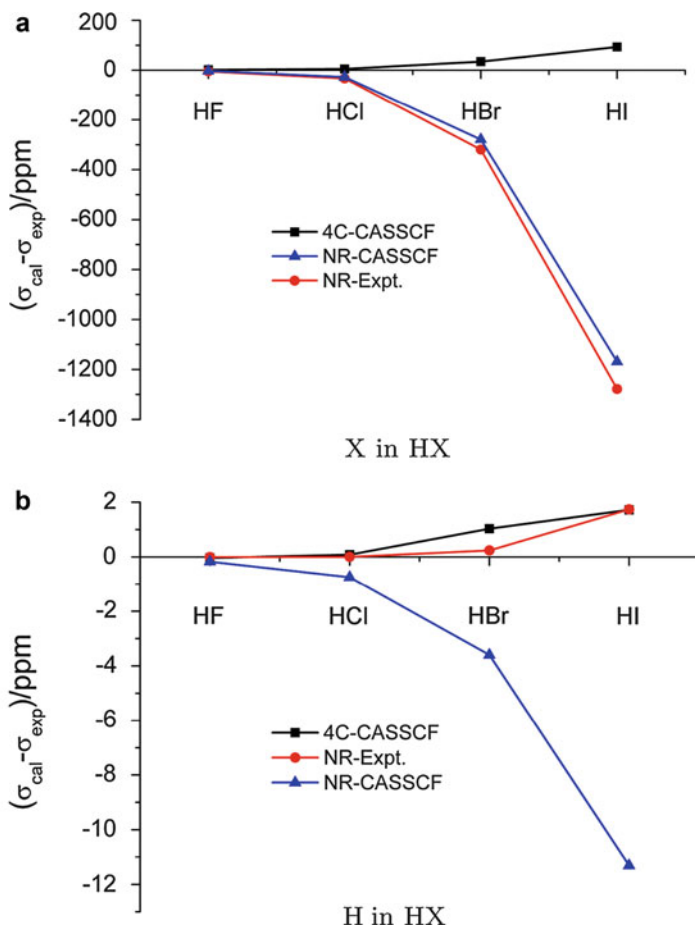 a
200
0
-200
-400
-600
-800
-1000
-1200
-1400
(σcal-σexp)/ppm
HF HCl HBr HI
4C-CASSCF
NR-CASSCF
NR-Expt.
X in HX
b
2
0
-2
-4
-6
-8
-10
-12
(σcal-σexp)/ppm
HF HCl HBr HI
4C-CASSCF
NR-Expt.
NR-CASSCF
H in HX